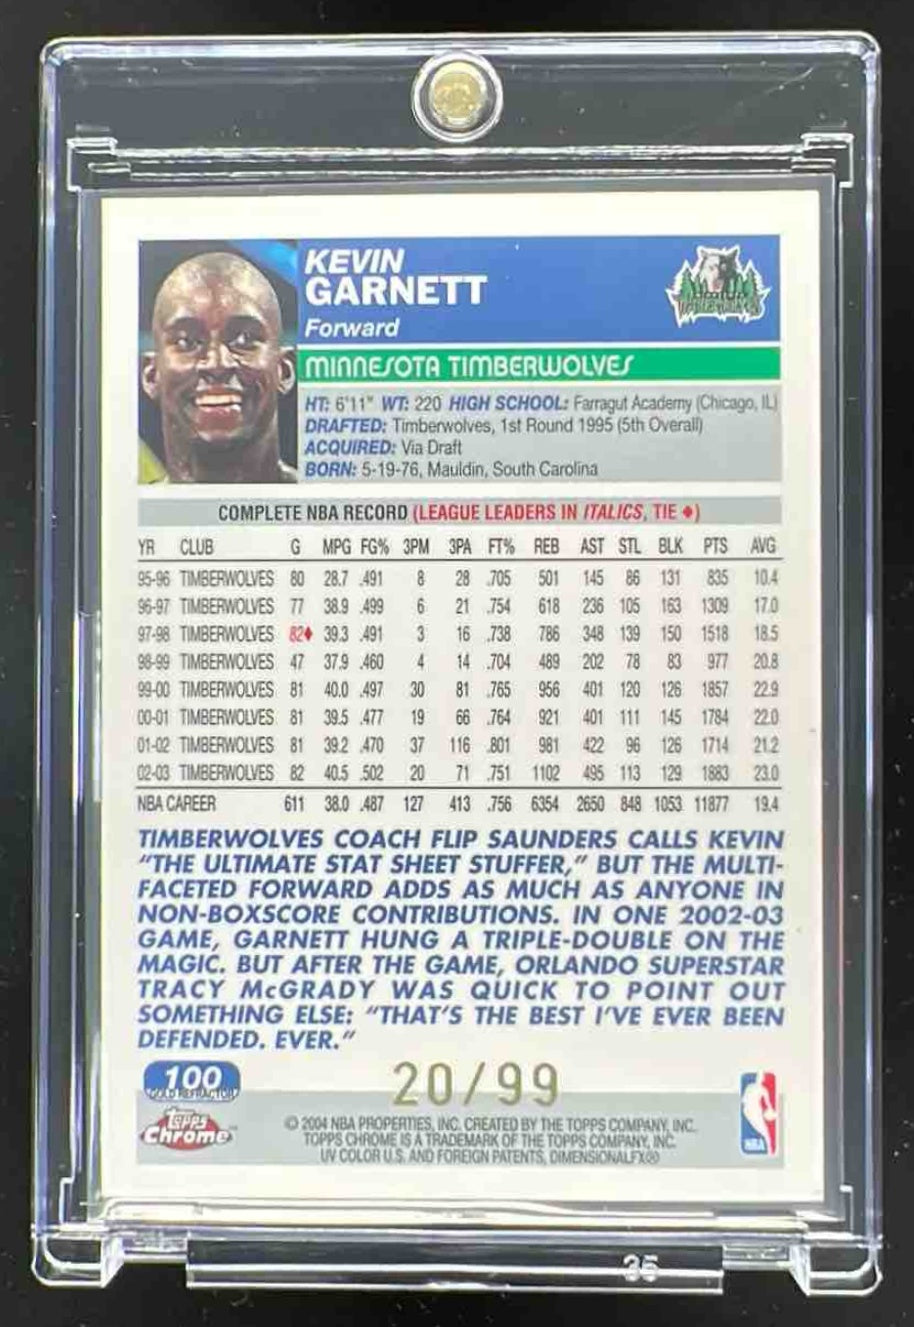 KEVIN
GARNETT
Forward
MINNESOTA TIMBERWOLVES
HT: 6'11" WT: 220 HIGH SCHOOL: Farragut Academy (Chicago, IL)
DRAFTED: Timberwolves, 1st Round 1995 (5th Overall)
ACQUIRED: Via Draft
BORN: 5-19-76, Mauldin, South Carolina
COMPLETE NBA RECORD (LEAGUE LEADERS IN ITALICS, TIE ♦)
YR CLUB G MPG FG% 3PM 3PA FT% REB AST STL BLK PTS AVG
95-96 TIMBERWOLVES 80 28.7 .491 8 28 .705 501 145 86 131 835 10.4
96-97 TIMBERWOLVES 77 38.9 .499 6 21 .754 618 236 105 163 1309 17.0
97-98 TIMBERWOLVES 82♦ 39.3 .491 3 16 .738 786 348 139 150 1518 18.5
98-99 TIMBERWOLVES 47 37.9 .460 4 14 .704 489 202 78 83 977 20.8
99-00 TIMBERWOLVES 81 40.0 .497 30 81 .765 956 401 120 126 1857 22.9
00-01 TIMBERWOLVES 81 39.5 .477 19 66 .764 921 401 111 145 1784 22.0
01-02 TIMBERWOLVES 81 39.2 .470 37 116 .801 981 422 96 126 1714 21.2
02-03 TIMBERWOLVES 82 40.5 .502 20 71 .751 1102 495 113 129 1883 23.0
NBA CAREER 611 38.0 .487 127 413 .756 6354 2650 848 1053 11877 19.4
TIMBERWOLVES COACH FLIP SAUNDERS CALLS KEVIN
"THE ULTIMATE STAT SHEET STUFFER," BUT THE MULTI-
FACETED FORWARD ADDS AS MUCH AS ANYONE IN
NON-BOXSCORE CONTRIBUTIONS. IN ONE 2002-03
GAME, GARNETT HUNG A TRIPLE-DOUBLE ON THE
MAGIC. BUT AFTER THE GAME, ORLANDO SUPERSTAR
TRACY McGRADY WAS QUICK TO POINT OUT
SOMETHING ELSE: "THAT'S THE BEST I'VE EVER BEEN
DEFENDED. EVER."
100
GOLD REFRACTOR
20/99
Topps
Chrome
© 2004 NBA PROPERTIES, INC. CREATED BY THE TOPPS COMPANY, INC.
TOPPS CHROME IS A TRADEMARK OF THE TOPPS COMPANY, INC.
UV COLOR U.S. AND FOREIGN PATENTS, DIMENSIONALFX®
NBA
35